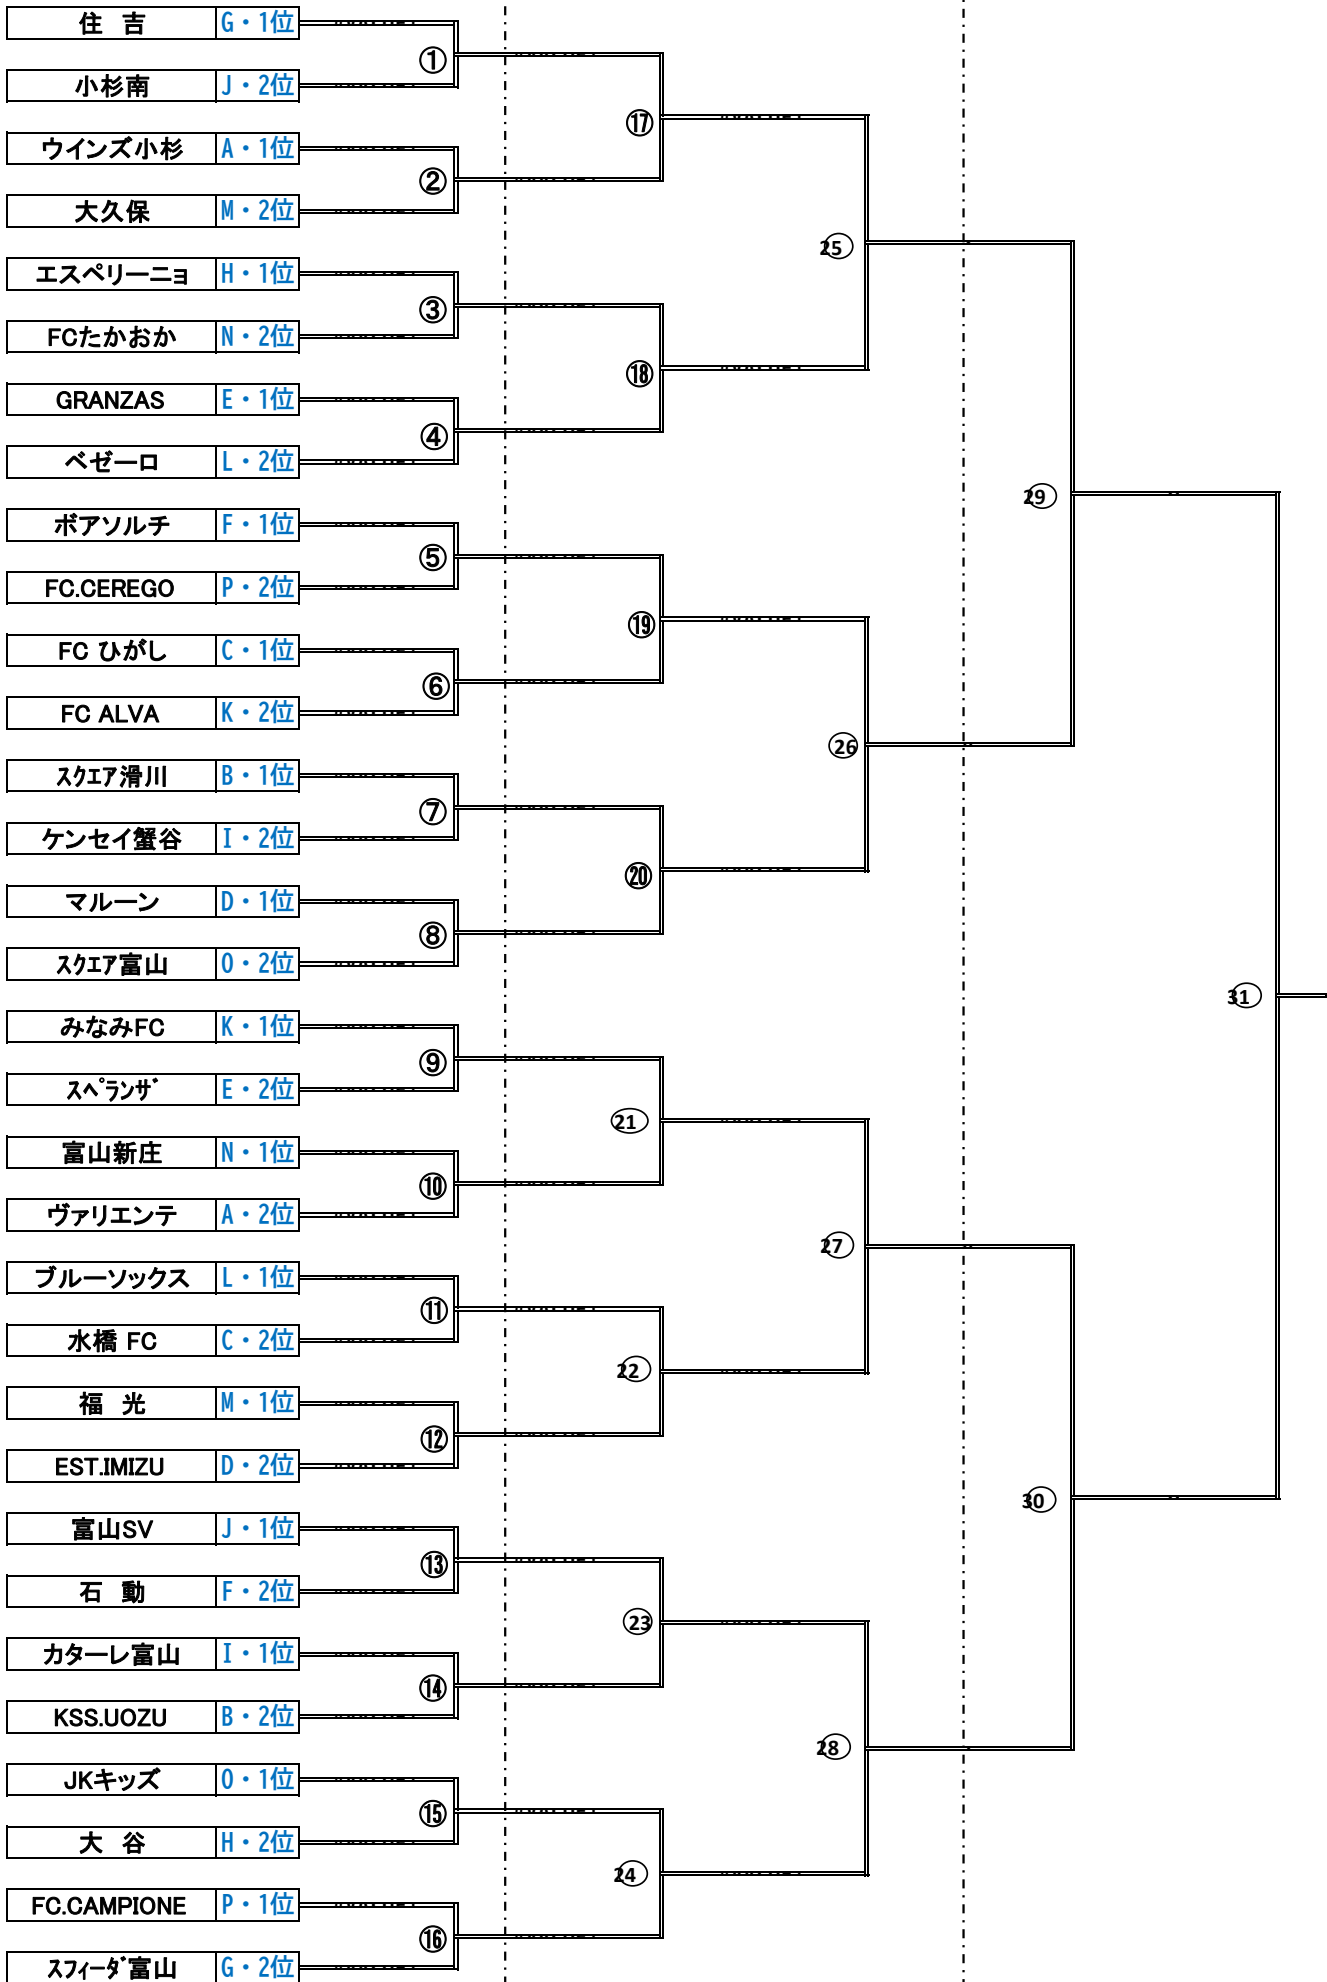 住 吉 G・1位
①
小杉南 J・2位
⑰
ウインズ小杉 A・1位
②
大久保 M・2位
25
エスペリーニョ H・1位
③
FCたかおか N・2位
⑱
GRANZAS E・1位
④
ベゼーロ L・2位
29
ボアソルチ F・1位
⑤
FC.CEREGO P・2位
⑲
FC ひがし C・1位
⑥
FC ALVA K・2位
26
スクエア滑川 B・1位
⑦
ケンセイ蟹谷 I・2位
⑳
マルーン D・1位
⑧
スクエア富山 O・2位
31
みなみFC K・1位
⑨
スペランザ E・2位
21
富山新庄 N・1位
⑩
ヴァリエンテ A・2位
27
ブルーソックス L・1位
⑪
水橋 FC C・2位
22
福 光 M・1位
⑫
EST.IMIZU D・2位
30
富山SV J・1位
⑬
石 動 F・2位
23
カターレ富山 I・1位
⑭
KSS.UOZU B・2位
28
JKキッズ O・1位
⑮
大 谷 H・2位
24
FC.CAMPIONE P・1位
⑯
スフィーダ富山 G・2位